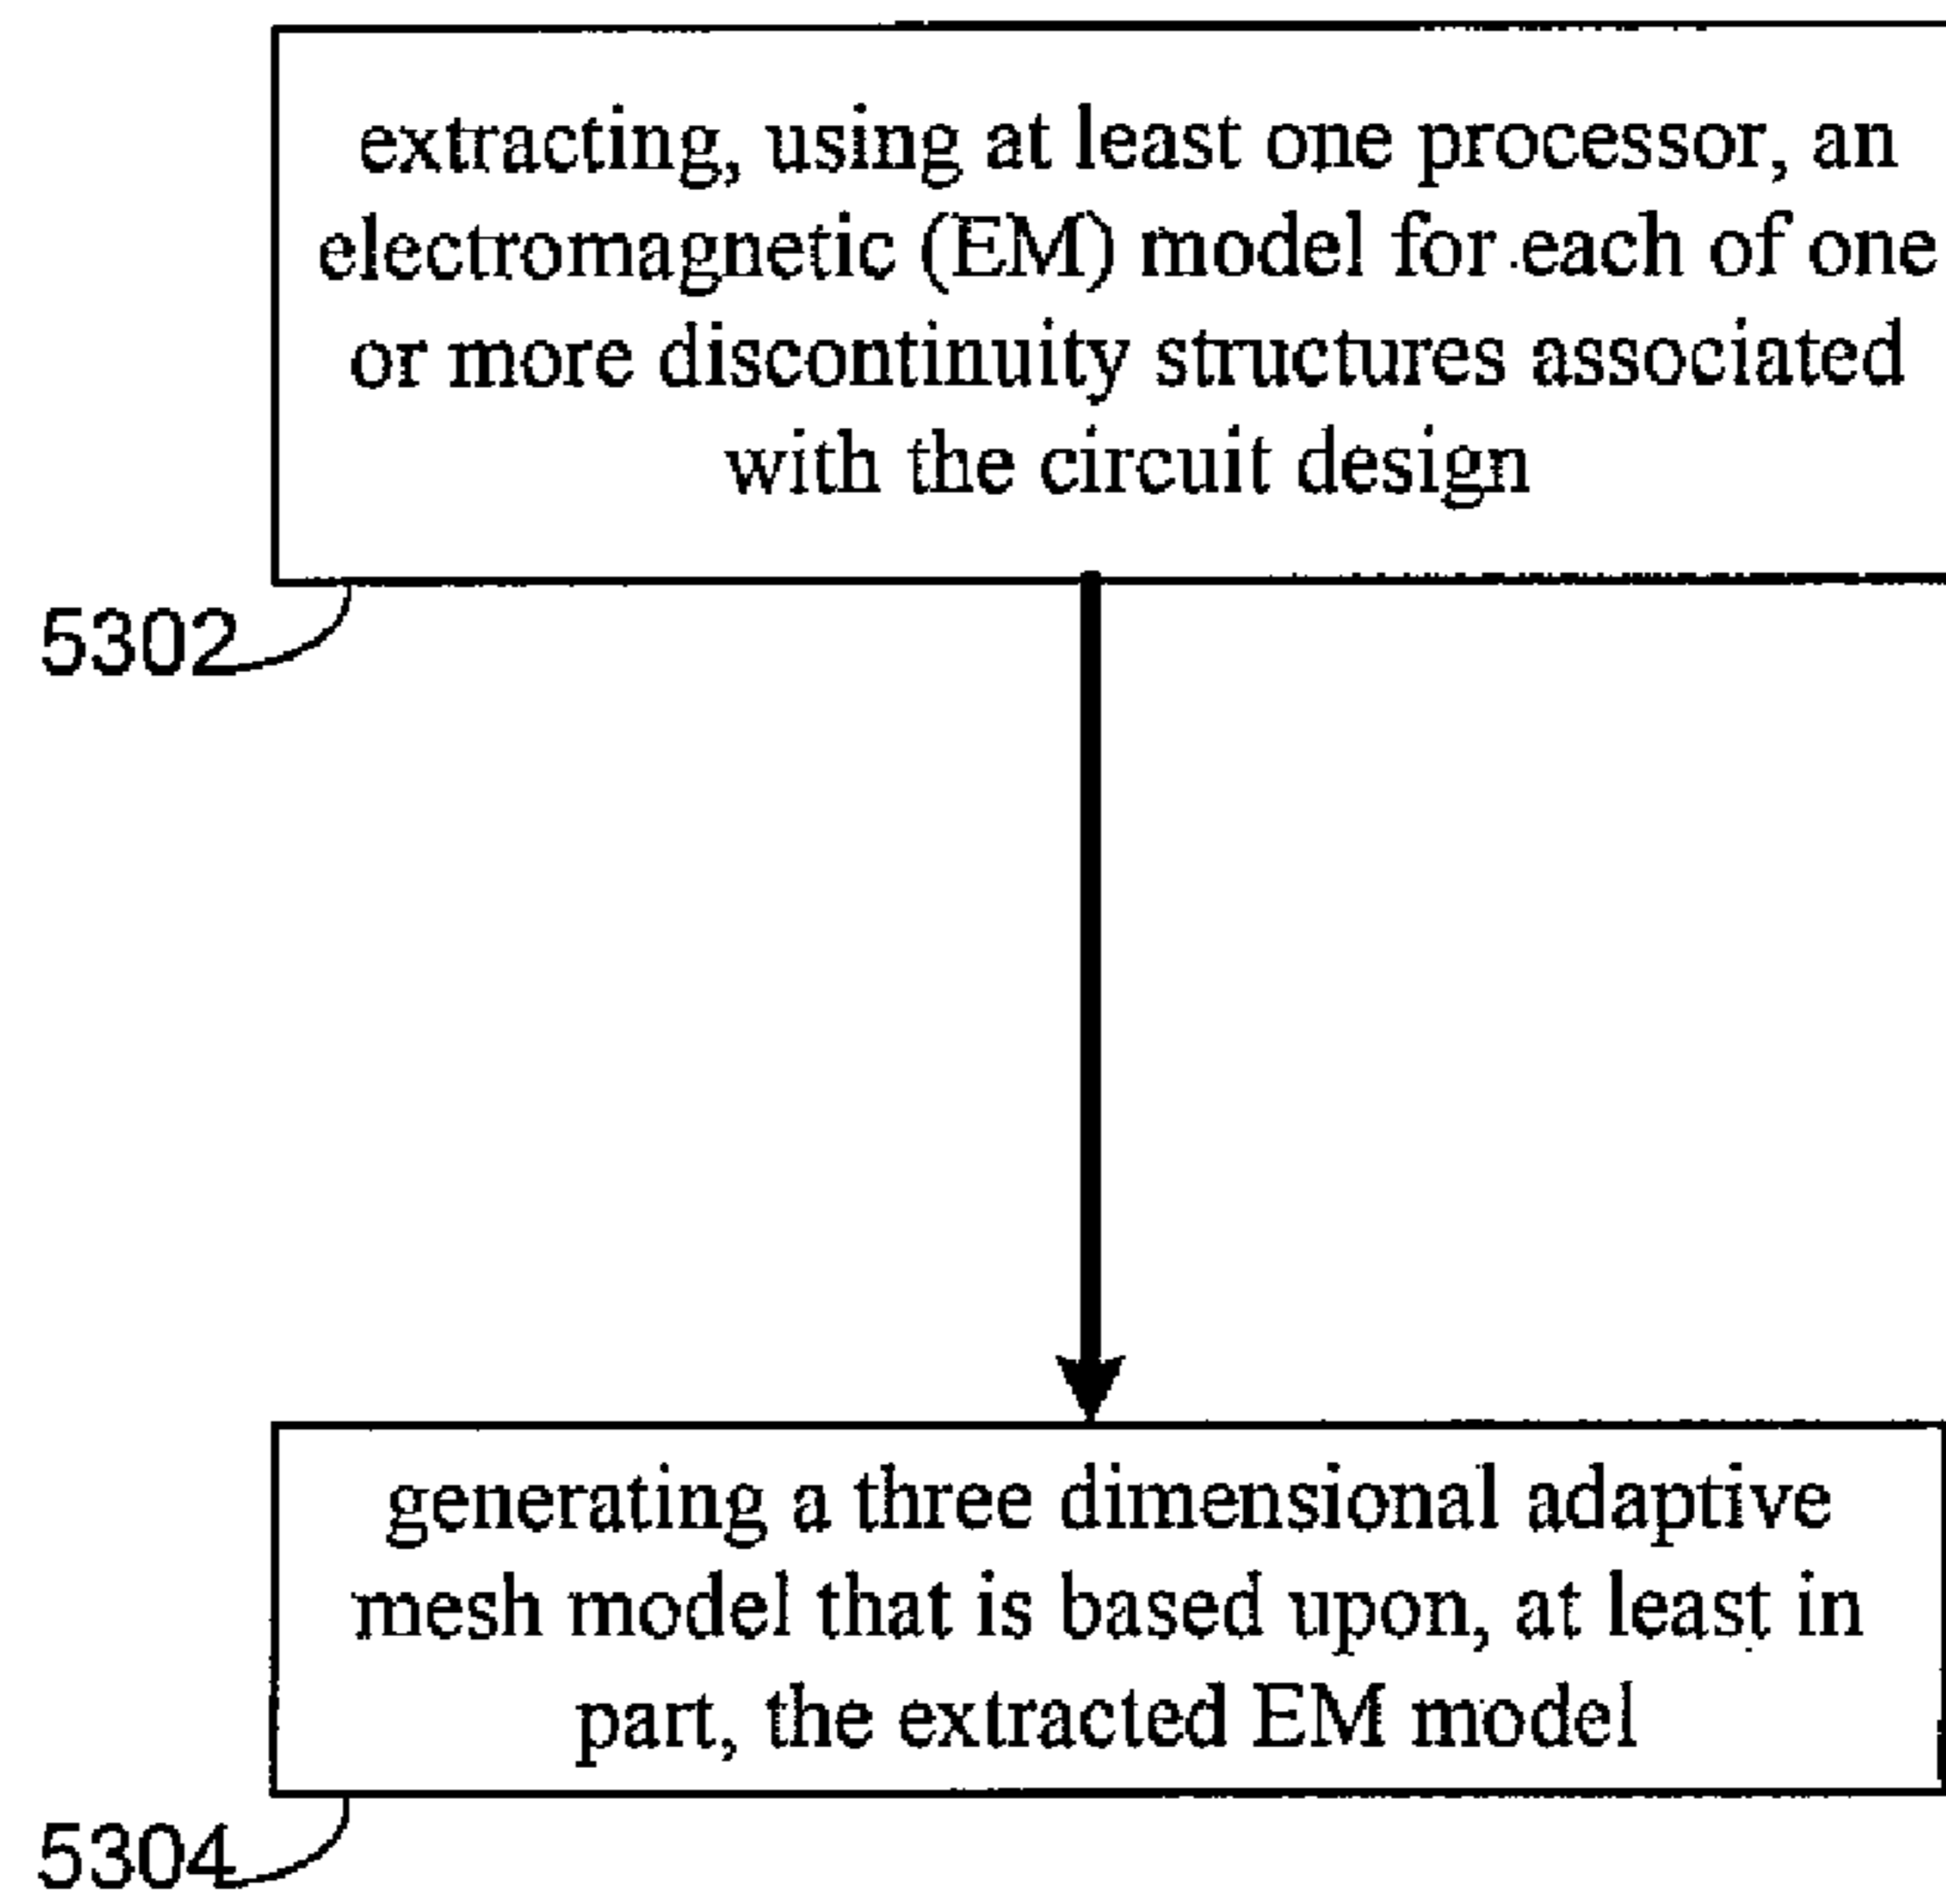 extracting, using at least one processor, an
electromagnetic (EM) model for each of one
or more discontinuity structures associated
with the circuit design
5302
generating a three dimensional adaptive
mesh model that is based upon, at least in
part, the extracted EM model
5304